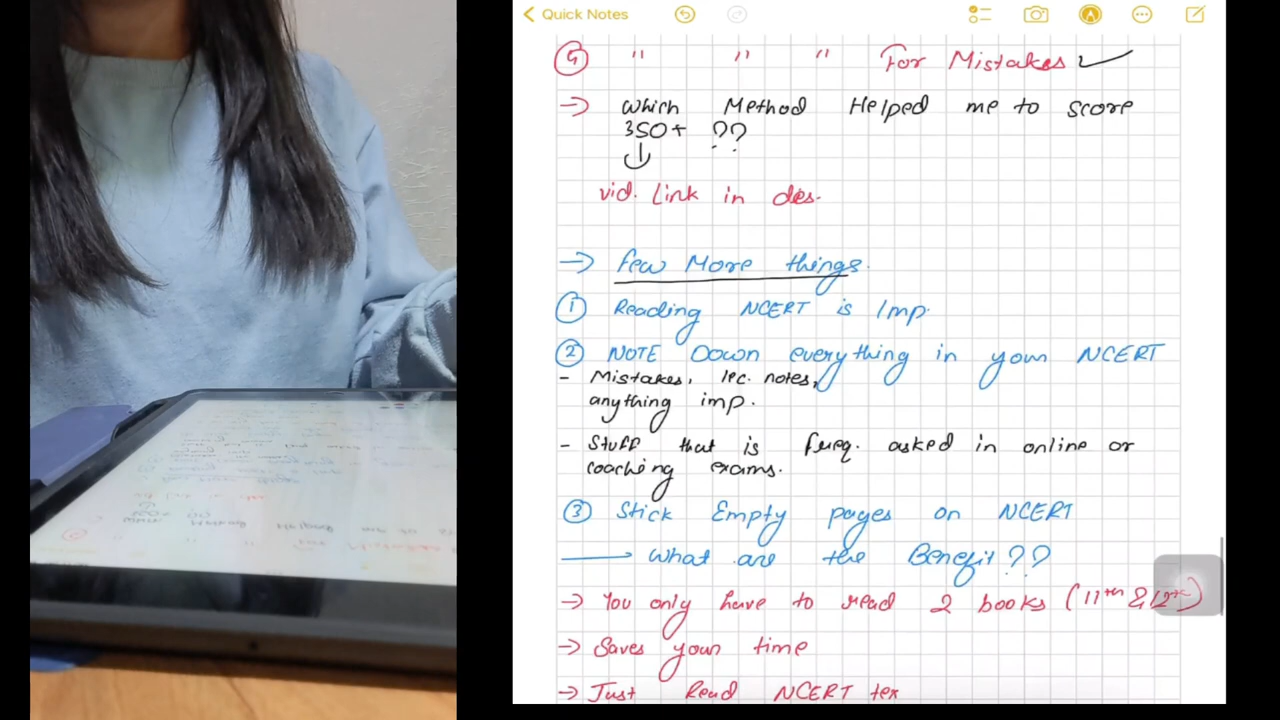 Quick Notes
5 " " " For Mistakes
→ Which Method Helped me to score
350+ ??
vid. Link in des.
→ few More things.
① Reading NCERT is Imp.
② NOTE Down everything in your NCERT
- Mistakes, lec. notes,
anything imp.
- Stuff that is freq. asked in online or
coaching exams.
③ Stick Empty pages on NCERT
What are the Benefit??
→ You only have to read 2 books (11th & 12th)
→ Saves your time
→ Just Read NCERT tex